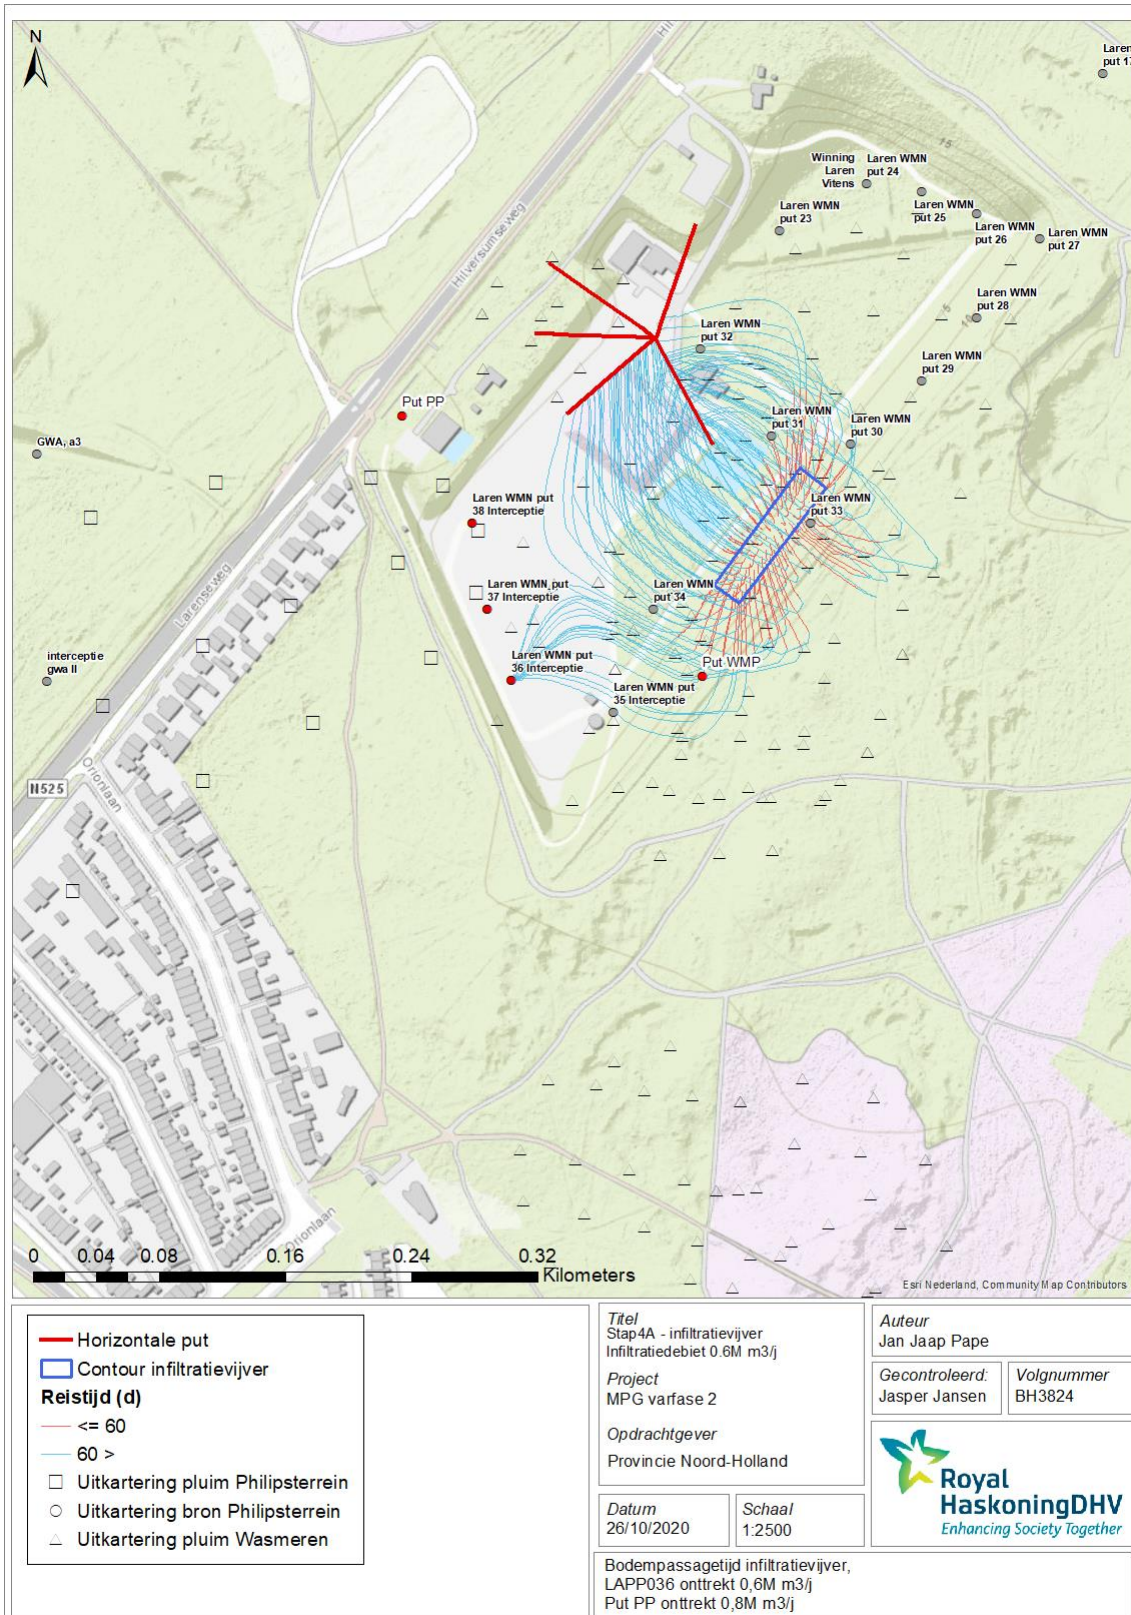 N
Hil
Laren
put 17
Winning
Laren
Vitens
Laren WMN
put 24
Laren WMN
put 23
Laren WMN
put 25
Laren WMN
put 26
Laren WMN
put 27
15
Hilversumseweg
Laren WMN
put 28
Laren WMN
put 32
Laren WMN
put 29
Put PP
Laren WMN
put 31
Laren WMN
put 30
GWA, a3
Laren WMN put
38 Interceptie
Laren WMN
put 33
Larenseweg
Laren WMN put
37 Interceptie
Laren WMN
put 34
interceptie
gwa II
Laren WMN put
36 Interceptie
Put WMP
Laren WMN put
35 Interceptie
N525
Orionlaan
Orionlaan
0 0.04 0.08 0.16 0.24 0.32
Kilometers
Esri Nederland, Community Map Contributors
Horizontale put
Contour infiltratievijver
Reistijd (d)
<= 60
60 >
Uitkartering pluim Philipsterrein
Uitkartering bron Philipsterrein
Uitkartering pluim Wasmeren
Titel
Stap4A - infiltratievijver
Infiltratiedebiet 0.6M m3/j
Project
MPG varfase 2
Opdrachtgever
Provincie Noord-Holland
Datum
26/10/2020
Schaal
1:2500
Auteur
Jan Jaap Pape
Gecontroleerd:
Jasper Jansen
Volgnummer
BH3824
Royal
HaskoningDHV
Enhancing Society Together
Bodempassagetijd infiltratievijver,
LAPP036 onttrekt 0,6M m3/j
Put PP onttrekt 0,8M m3/j